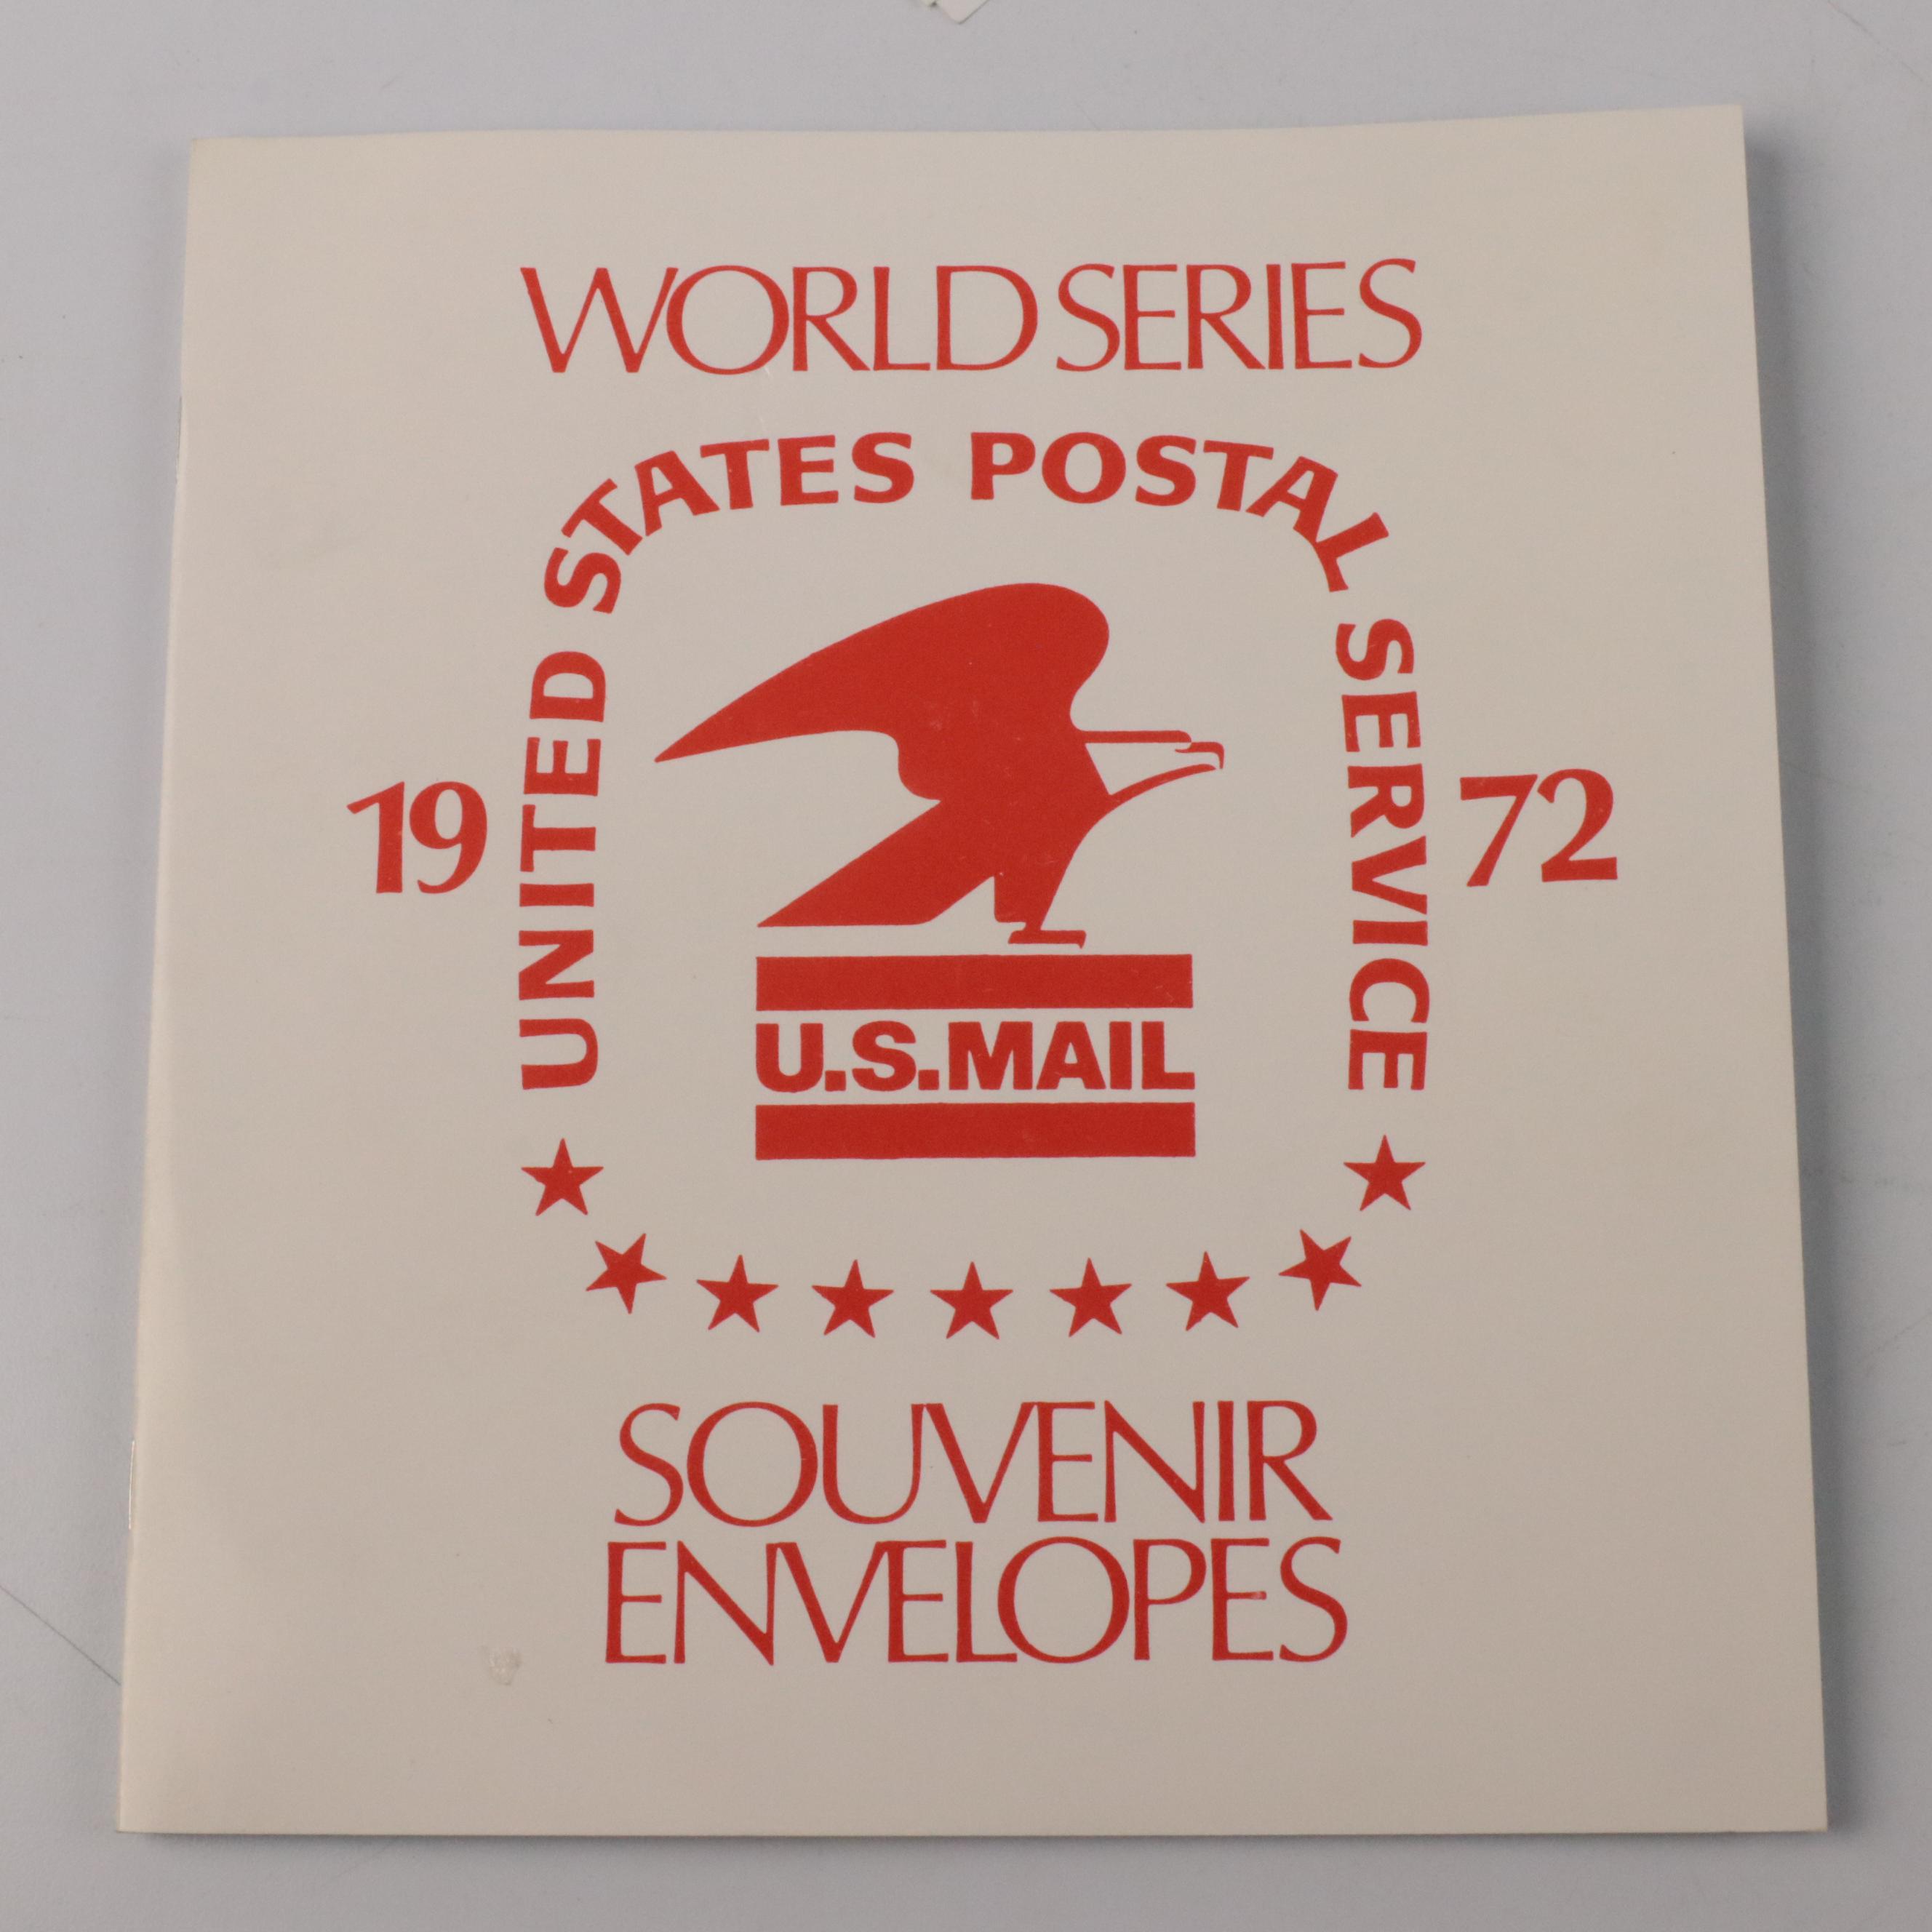 WORLD SERIES
UNITED STATES POSTAL SERVICE
19 72
U.S.MAIL
SOUVENIR
ENVELOPES